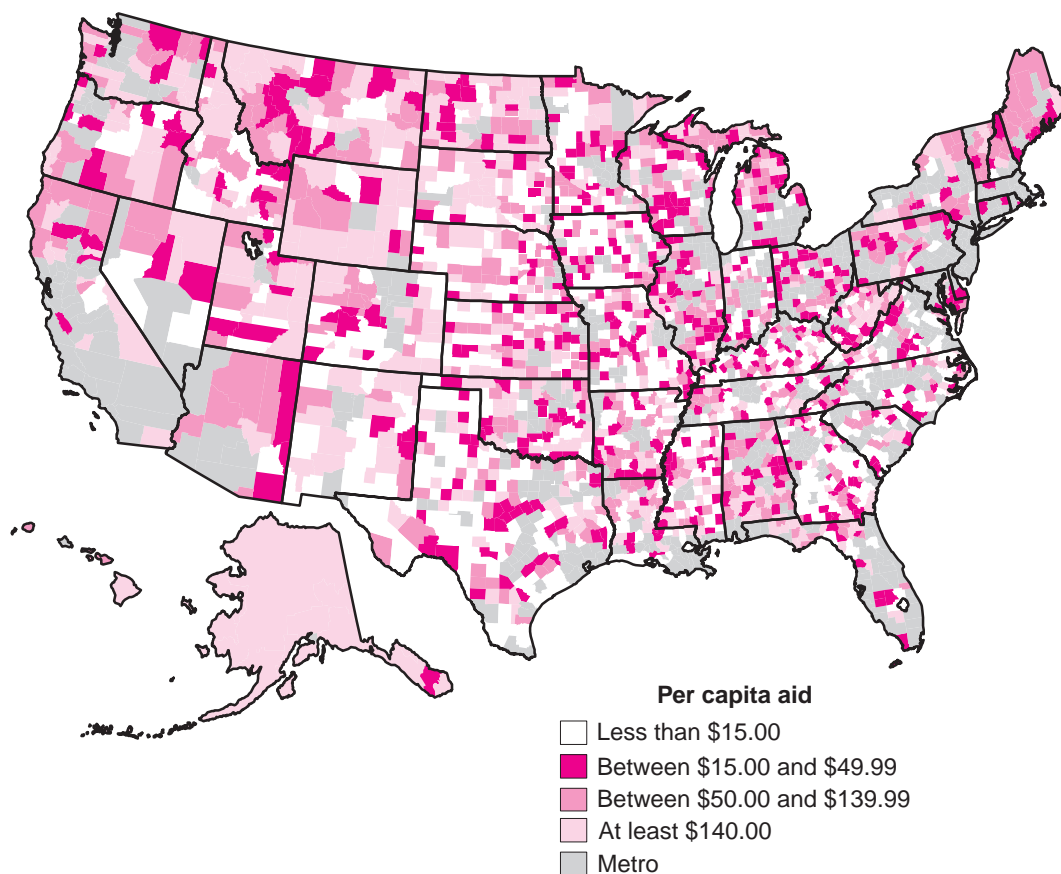 Per capita aid
Less than $15.00
Between $15.00 and $49.99
Between $50.00 and $139.99
At least $140.00
Metro